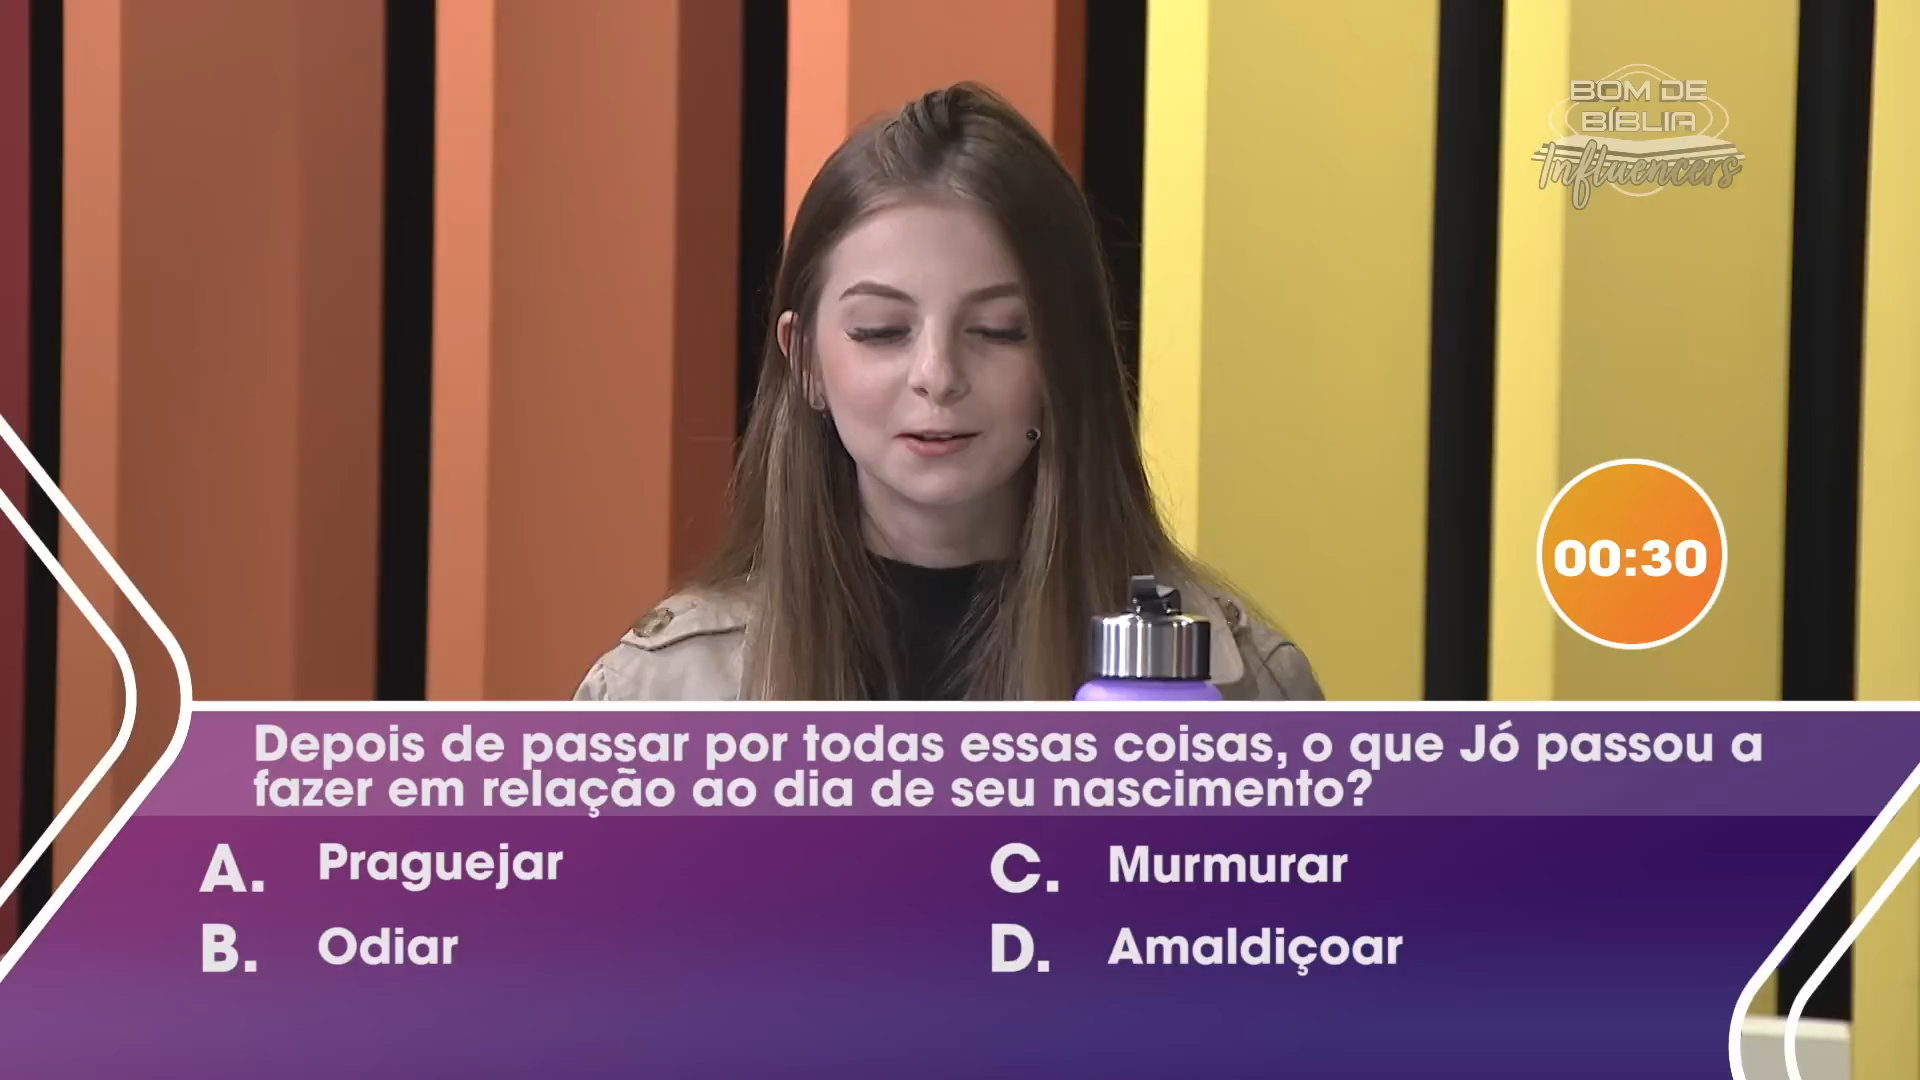 BOM DE
BÍBLIA
Influencers
00:30
Depois de passar por todas essas coisas, o que Jó passou a
fazer em relação ao dia de seu nascimento?
A. Praguejar
B. Odiar
C. Murmurar
D. Amaldiçoar